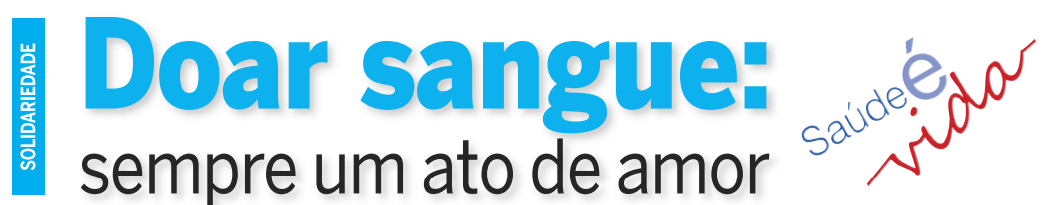 SOLIDARIEDADE
Doar sangue:
sempre um ato de amor
Saúde é
vida